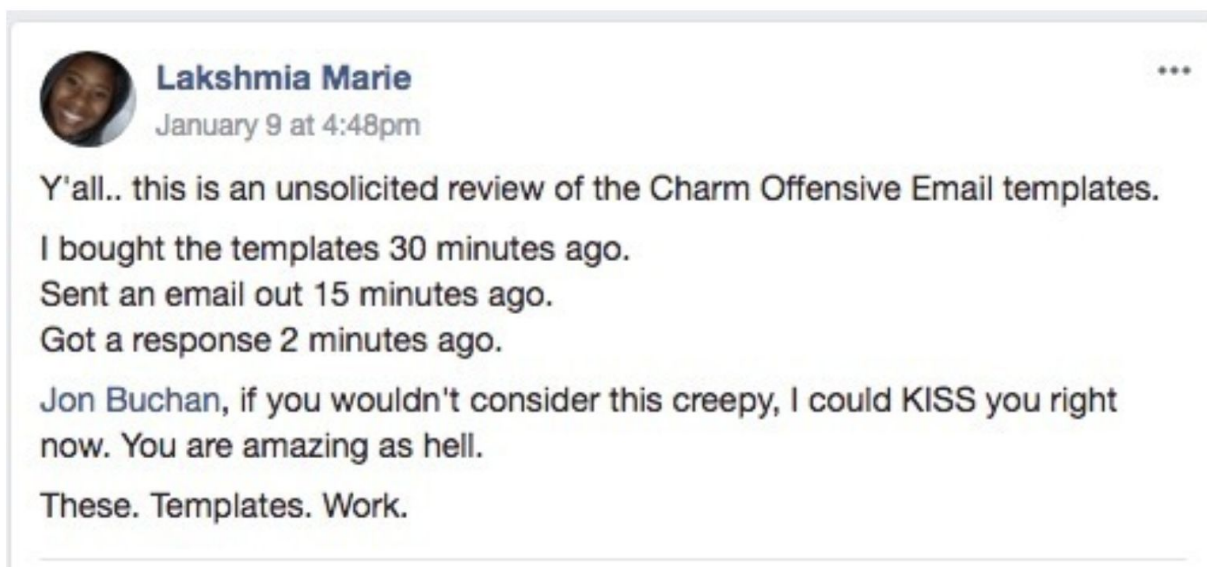 Lakshmia Marie
January 9 at 4:48pm
Y'all.. this is an unsolicited review of the Charm Offensive Email templates.
I bought the templates 30 minutes ago.
Sent an email out 15 minutes ago.
Got a response 2 minutes ago.
Jon Buchan, if you wouldn't consider this creepy, I could KISS you right
now. You are amazing as hell.
These. Templates. Work.